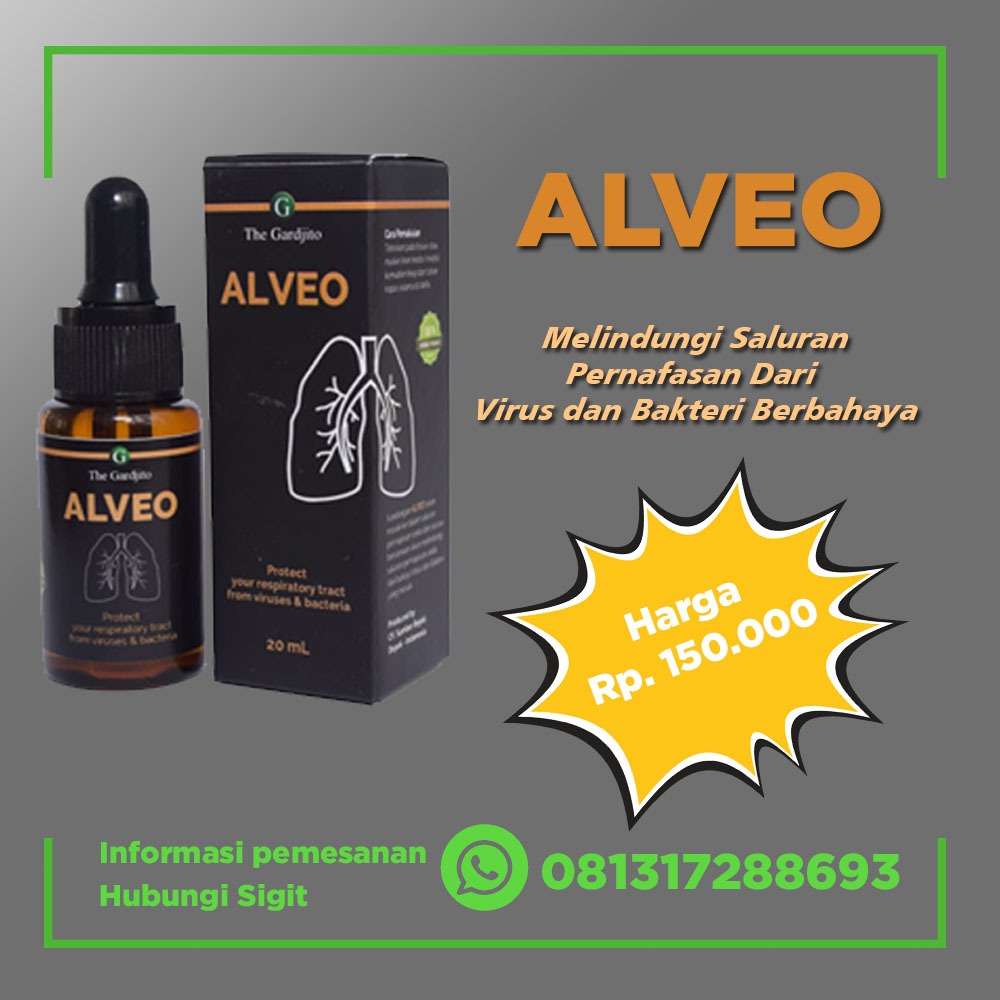 ALVEO
Melindungi Saluran
Pernafasan Dari
Virus dan Bakteri Berbahaya
Harga
Rp. 150.000
G
The Gardjito
ALVEO
Protect
your respiratory tract
from viruses & bacteria
20 mL
Cara Pemakaian
G
The Gardjito
ALVEO
Protect
your respiratory tract
from viruses & bacteria
Informasi pemesanan
Hubungi Sigit
081317288693